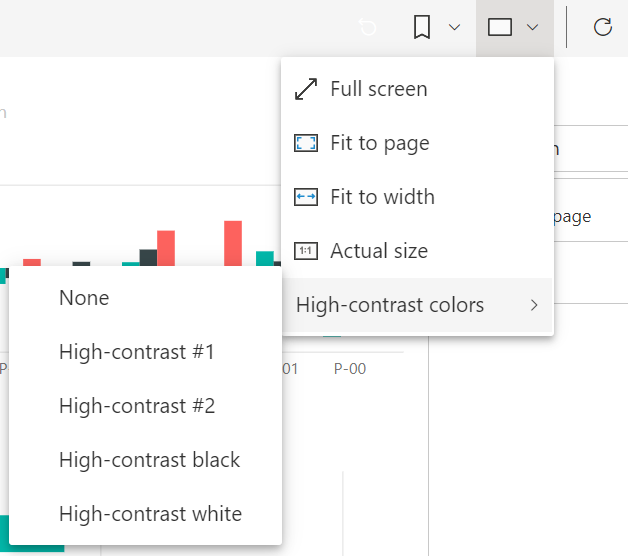 Full screen
Fit to page
1:1 Actual size
Fit to width
page
High-contrast colors
None
High-contrast #1
High-contrast #2
High-contrast black
High-contrast white
01
P-00